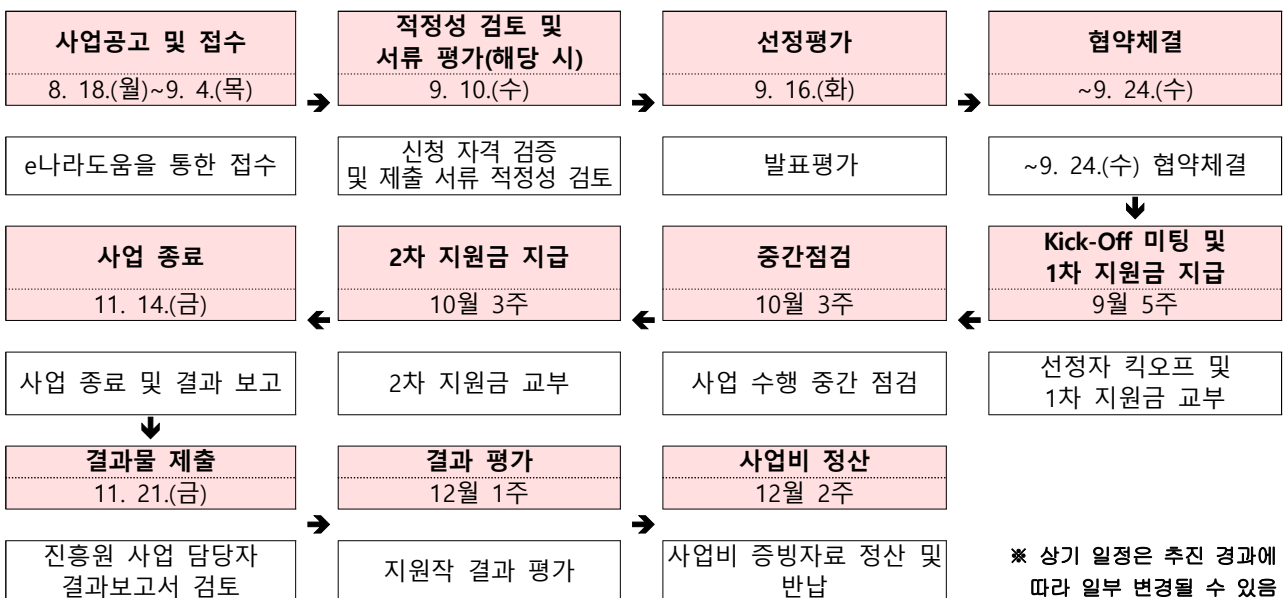 사업공고 및 접수
8. 18.(월)~9. 4.(목)
e나라도움을 통한 접수
적정성 검토 및
서류 평가(해당 시)
9. 10.(수)
신청 자격 검증
및 제출 서류 적정성 검토
선정평가
9. 16.(화)
발표평가
협약체결
~9. 24.(수)
~9. 24.(수) 협약체결
Kick-Off 미팅 및
1차 지원금 지급
9월 5주
선정자 킥오프 및
1차 지원금 교부
중간점검
10월 3주
사업 수행 중간 점검
2차 지원금 지급
10월 3주
2차 지원금 교부
사업 종료
11. 14.(금)
사업 종료 및 결과 보고
결과물 제출
11. 21.(금)
진흥원 사업 담당자
결과보고서 검토
결과 평가
12월 1주
지원작 결과 평가
사업비 정산
12월 2주
사업비 증빙자료 정산 및
반납
※ 상기 일정은 추진 경과에
따라 일부 변경될 수 있음